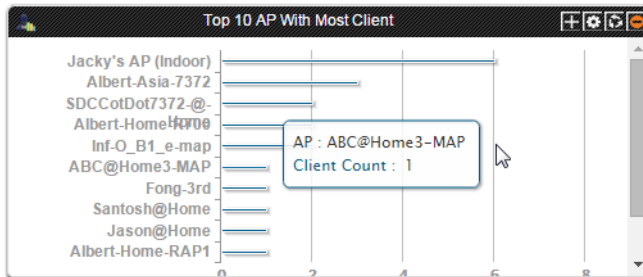 Top 10 AP With Most Client
Jacky's AP (Indoor)
Albert-Asia-7372
SDCCotDot7372-@-
Home
Albert-Home-R700
Inf-O_B1_e-map
ABC@Home3-MAP
Fong-3rd
Santosh@Home
Jason@Home
Albert-Home-RAP1
AP : ABC@Home3-MAP
Client Count : 1
0 2 4 6 8